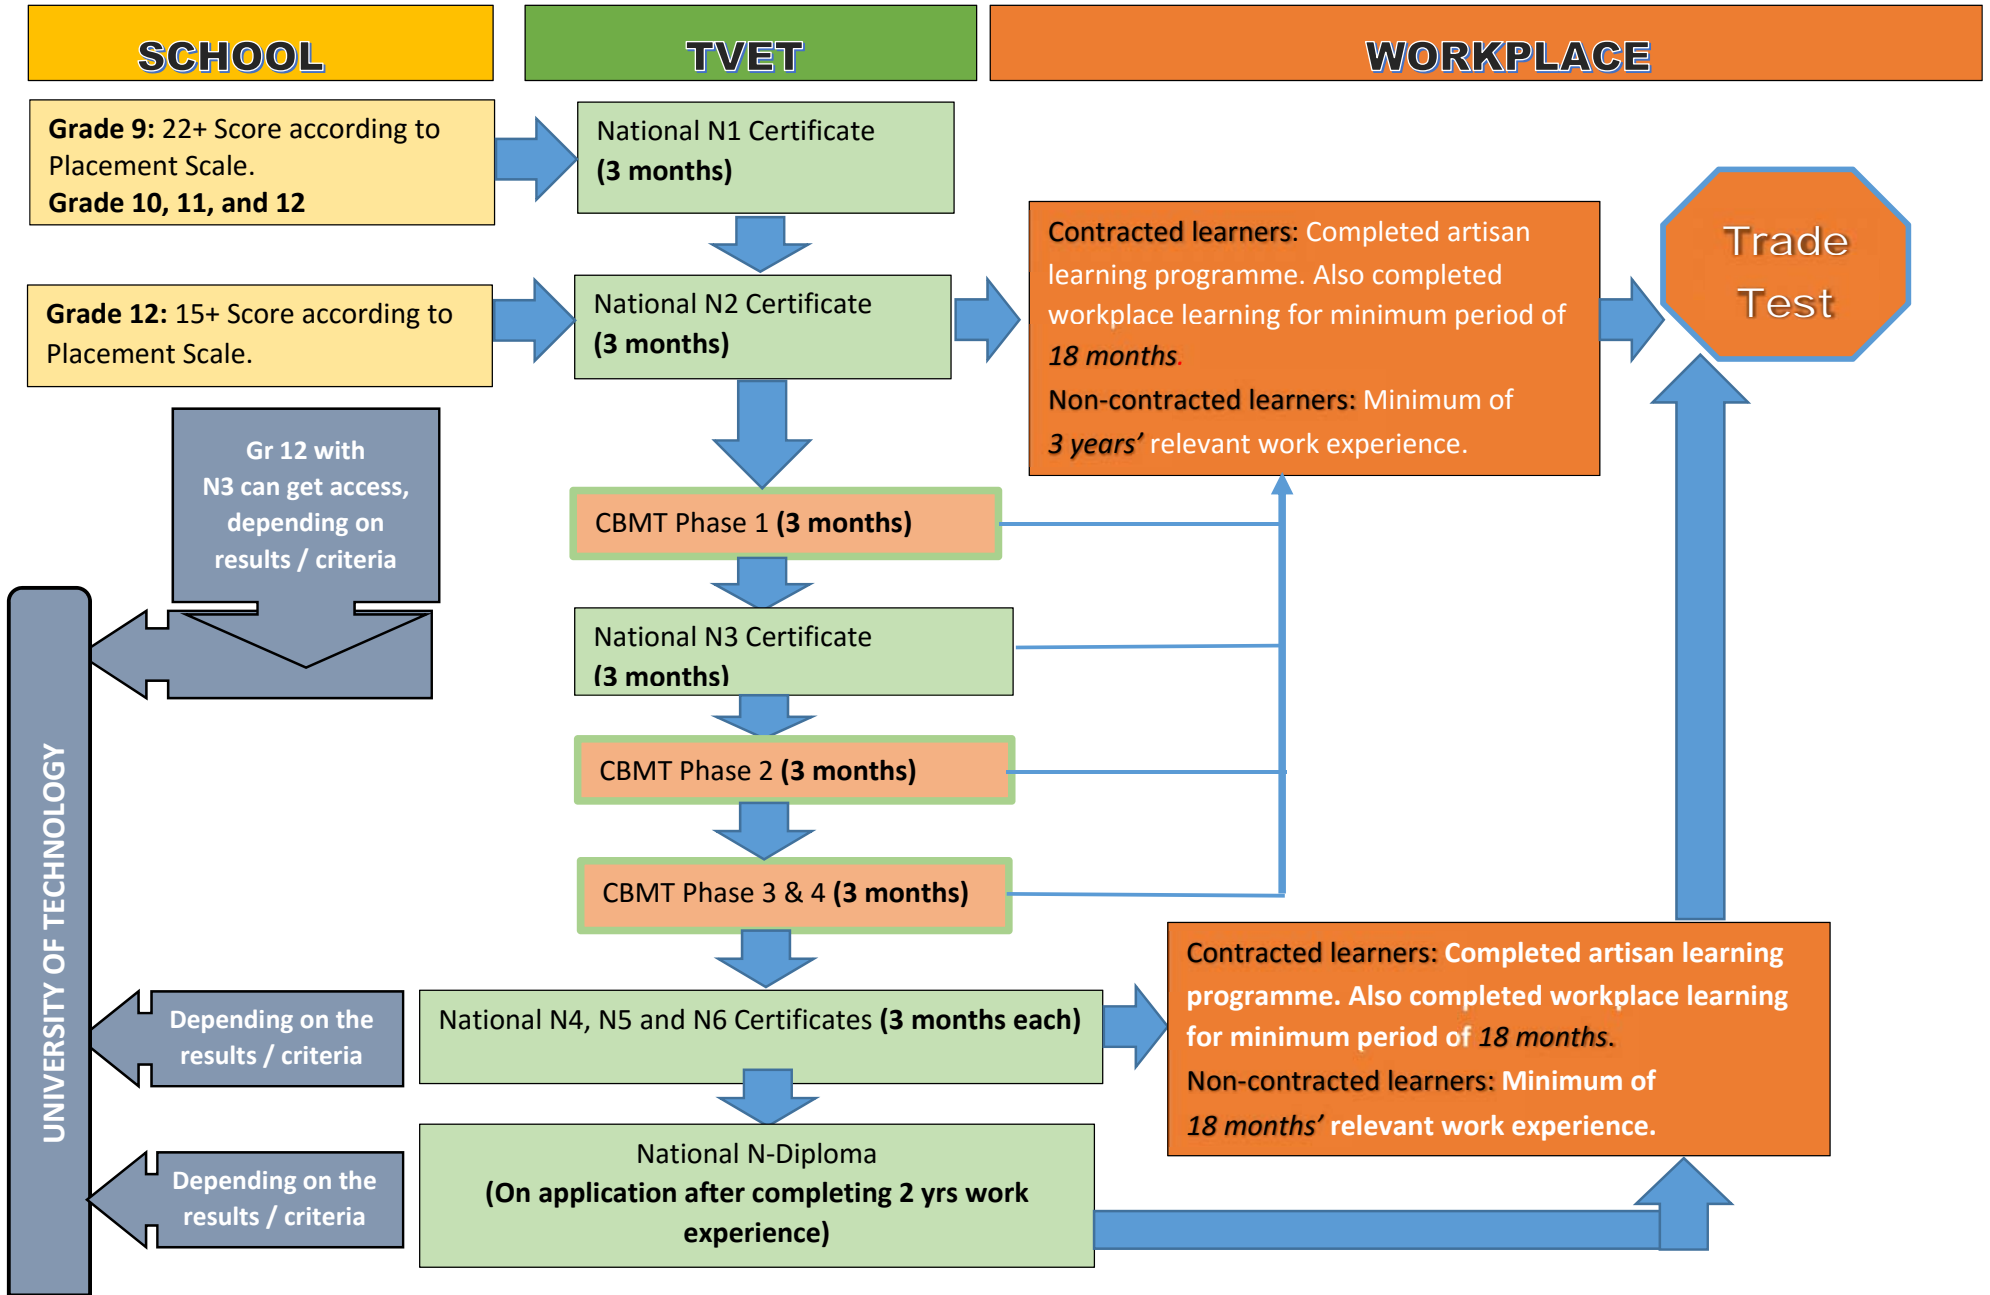 SCHOOL
TVET
WORKPLACE
Grade 9: 22+ Score according to
Placement Scale.
Grade 10, 11, and 12
National N1 Certificate
(3 months)
Contracted learners: Completed artisan
learning programme. Also completed
workplace learning for minimum period of
18 months.
Non-contracted learners: Minimum of
3 years’ relevant work experience.
Trade
Test
Grade 12: 15+ Score according to
Placement Scale.
National N2 Certificate
(3 months)
Gr 12 with
N3 can get access,
depending on
results / criteria
CBMT Phase 1 (3 months)
National N3 Certificate
(3 months)
CBMT Phase 2 (3 months)
CBMT Phase 3 & 4 (3 months)
UNIVERSITY OF TECHNOLOGY
Depending on the
results / criteria
National N4, N5 and N6 Certificates (3 months each)
Contracted learners: Completed artisan learning
programme. Also completed workplace learning
for minimum period of 18 months.
Non-contracted learners: Minimum of
18 months’ relevant work experience.
Depending on the
results / criteria
National N-Diploma
(On application after completing 2 yrs work
experience)